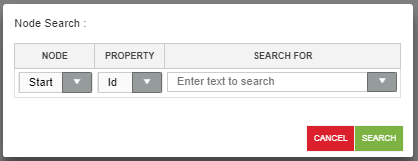 Node Search :
NODE PROPERTY SEARCH FOR
Start Id Enter text to search
CANCEL SEARCH